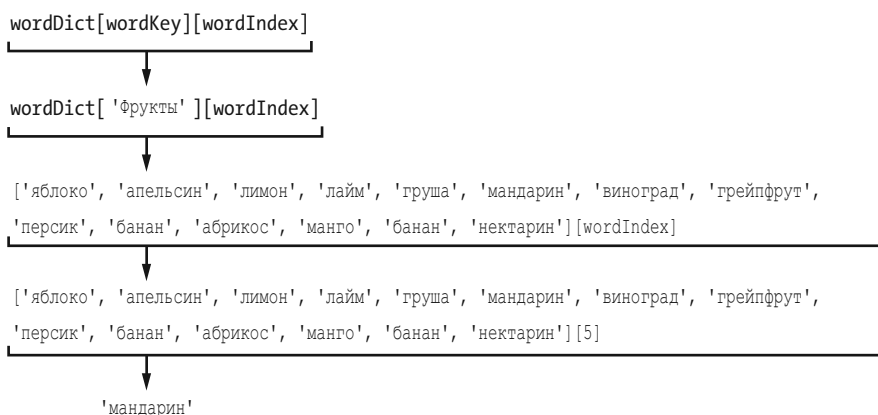 wordDict[wordKey][wordIndex]
wordDict[ 'Фрукты' ][wordIndex]
['яблоко', 'апельсин', 'лимон', 'лайм', 'груша', 'мандарин', 'виноград', 'грейпфрут',
'персик', 'банан', 'абрикос', 'манго', 'банан', 'нектарин'][wordIndex]
['яблоко', 'апельсин', 'лимон', 'лайм', 'груша', 'мандарин', 'виноград', 'грейпфрут',
'персик', 'банан', 'абрикос', 'манго', 'банан', 'нектарин'][5]
'мандарин'